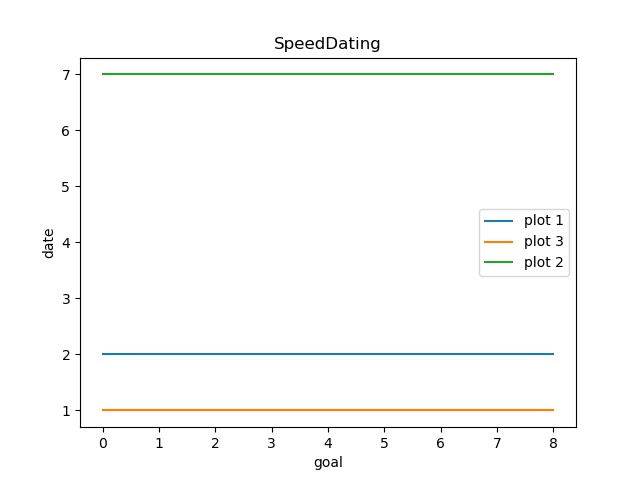 SpeedDating
7
6
5
4
3
2
1
date
plot 1
plot 3
plot 2
0 1 2 3 4 5 6 7 8
goal